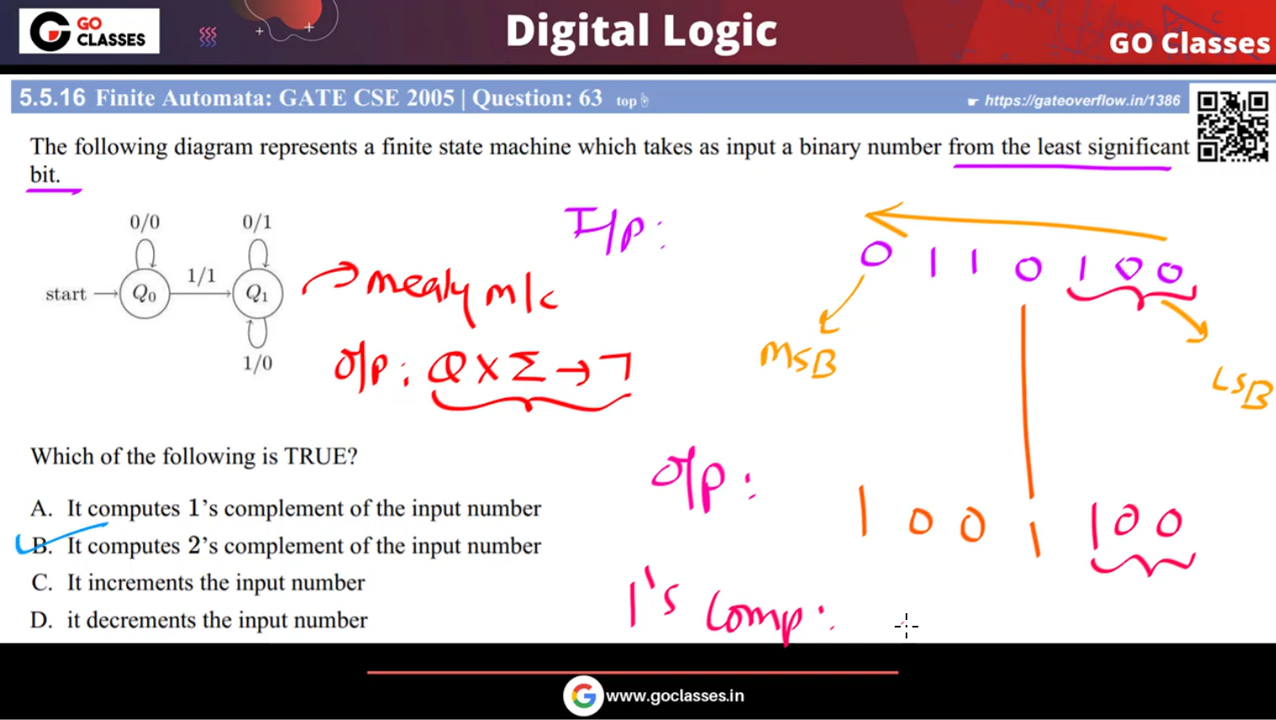 GO
CLASSES
Digital Logic
GO Classes
5.5.16 Finite Automata: GATE CSE 2005 | Question: 63 top
https://gateoverflow.in/1386
The following diagram represents a finite state machine which takes as input a binary number from the least significant
bit.
0/0
0/1
1/1
start
Q0
Q1
1/0
mealy m/c
O/P: Q X Σ → Γ
I/P:
0 1 1 0 1 0 0
MSB
LSB
Which of the following is TRUE?
A. It computes 1's complement of the input number
B. It computes 2's complement of the input number
C. It increments the input number
D. it decrements the input number
O/P:
1 0 0 1 1 0 0
1's Comp:
www.goclasses.in